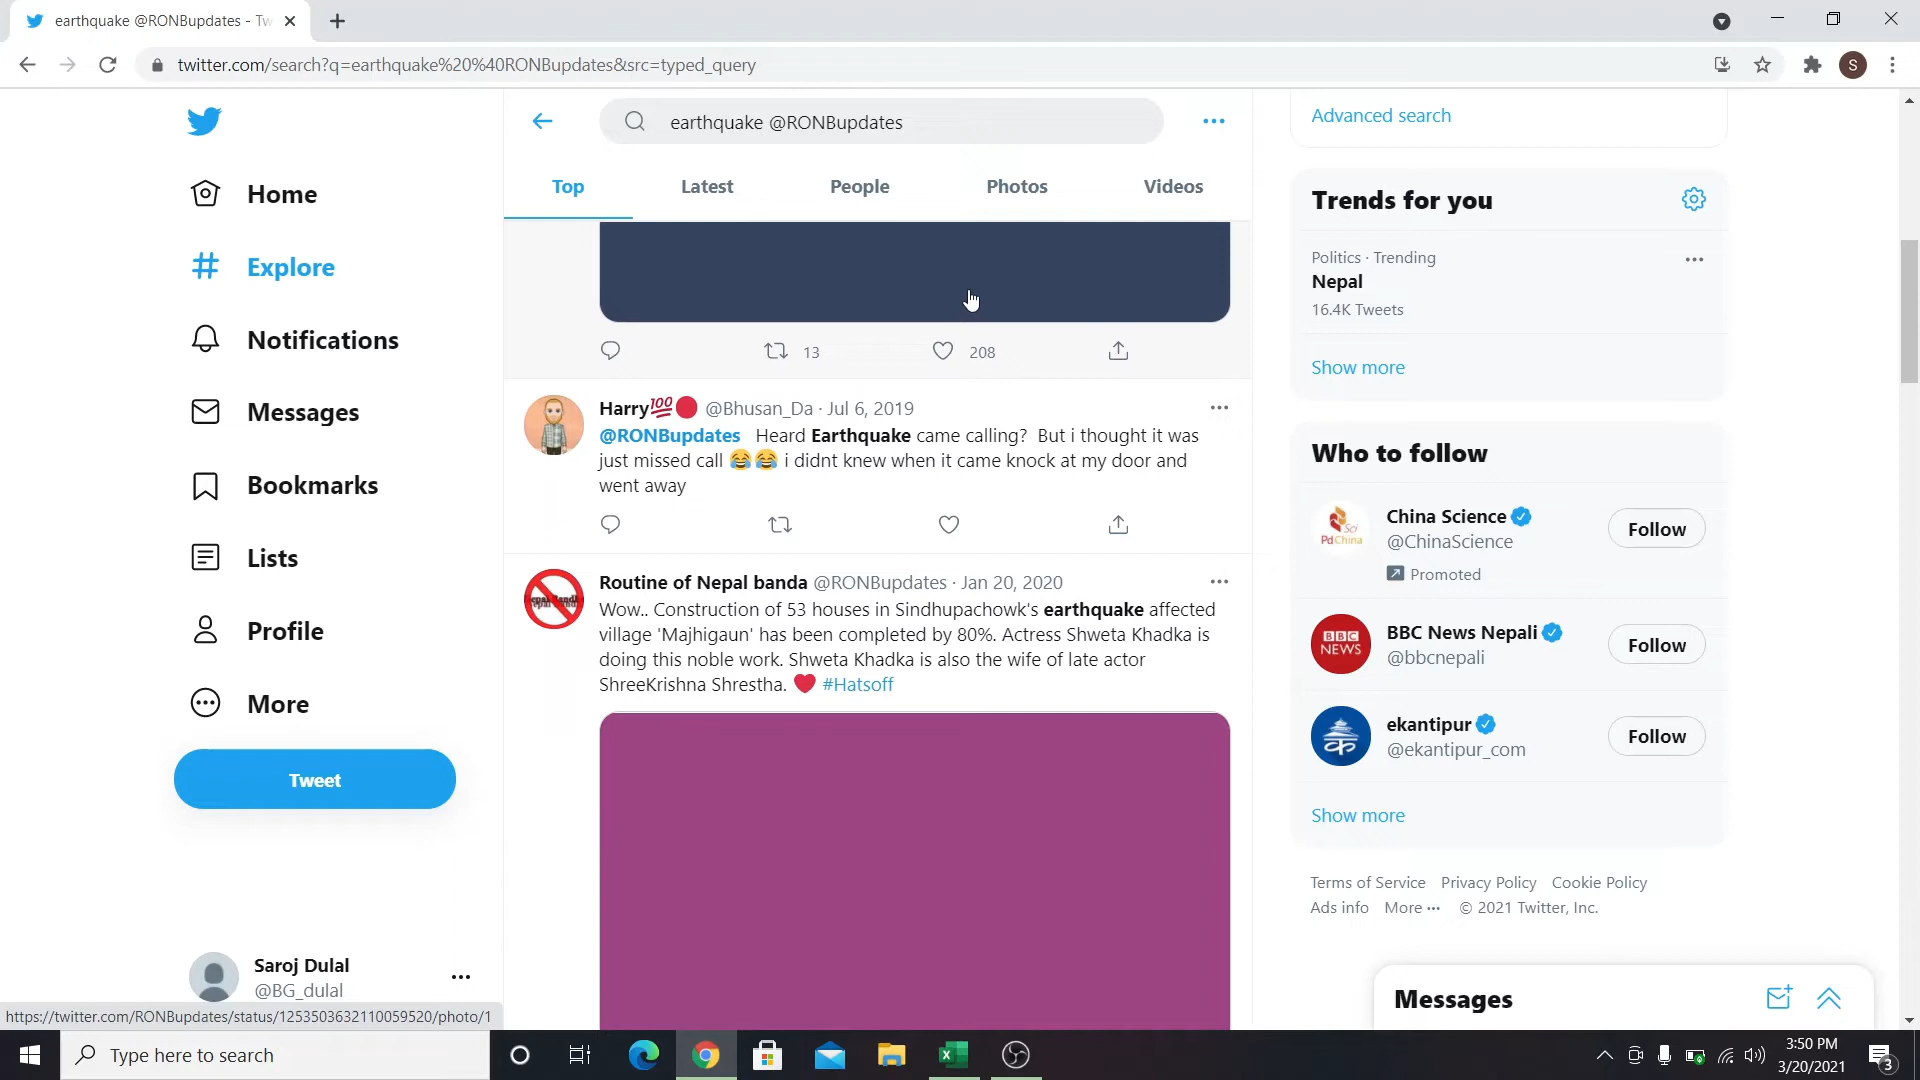 earthquake @RONBupdates - Tw
twitter.com/search?q=earthquake%20%40RONBupdates&src=typed_query
S
earthquake @RONBupdates
Advanced search
Home
Explore
Notifications
Messages
Bookmarks
Lists
Profile
More
Tweet
Saroj Dulal
@BG_dulal
Top Latest People Photos Videos
13 208
Harry💯🔴 @Bhusan_Da · Jul 6, 2019
@RONBupdates Heard Earthquake came calling? But i thought it was
just missed call 😂😂 i didnt knew when it came knock at my door and
went away
Routine of Nepal banda @RONBupdates · Jan 20, 2020
Wow.. Construction of 53 houses in Sindhupachowk's earthquake affected
village 'Majhigaun' has been completed by 80%. Actress Shweta Khadka is
doing this noble work. Shweta Khadka is also the wife of late actor
ShreeKrishna Shrestha. ❤️ #Hatsoff
Trends for you
Politics · Trending
Nepal
16.4K Tweets
Show more
Who to follow
Sci
PdChina
China Science
@ChinaScience
Promoted
Follow
BBC
NEWS
BBC News Nepali
@bbcnepali
Follow
क
ekantipur
@ekantipur_com
Follow
Show more
Terms of Service Privacy Policy Cookie Policy
Ads info More ··· © 2021 Twitter, Inc.
Messages
https://twitter.com/RONBupdates/status/1253503632110059520/photo/1
Type here to search
3:50 PM
3/20/2021
3